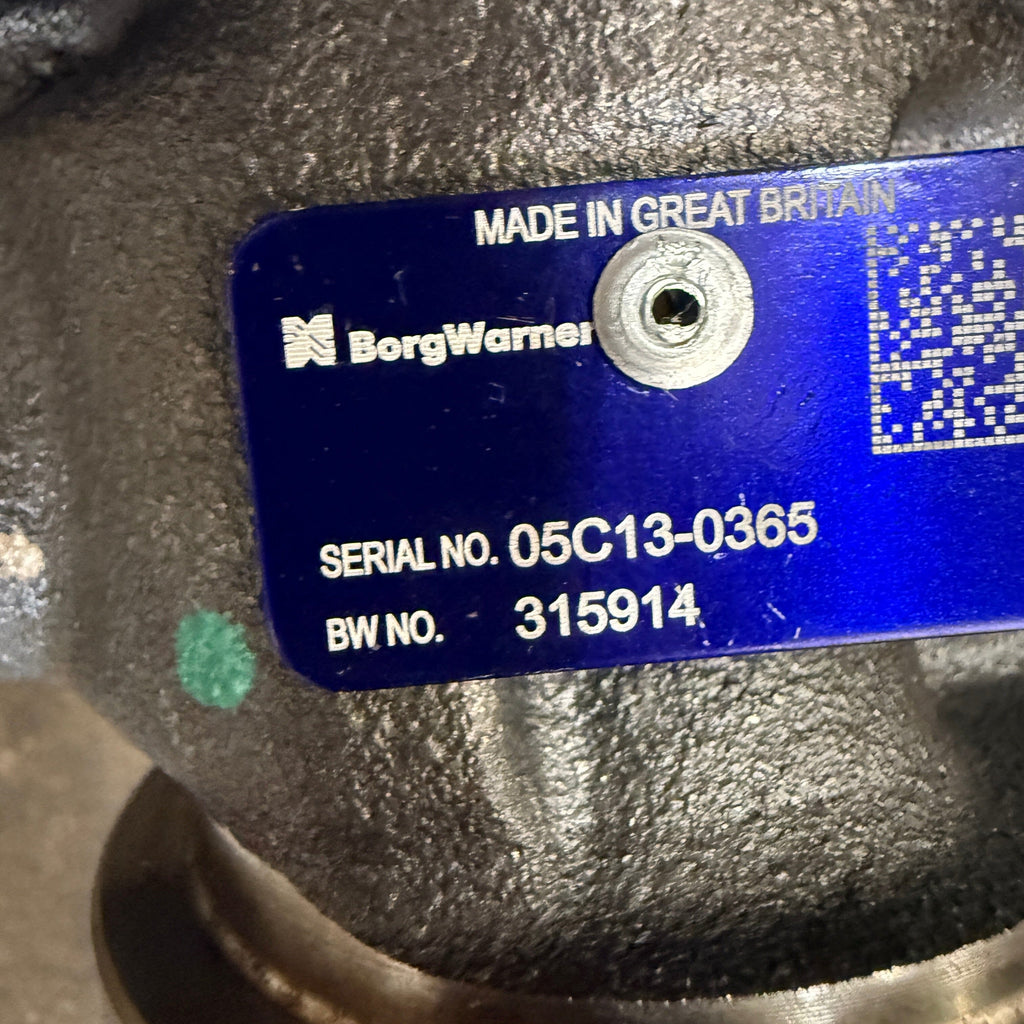 MADE IN GREAT BRITAIN
BorgWarner
SERIAL NO. 05C13-0365
BW NO. 315914